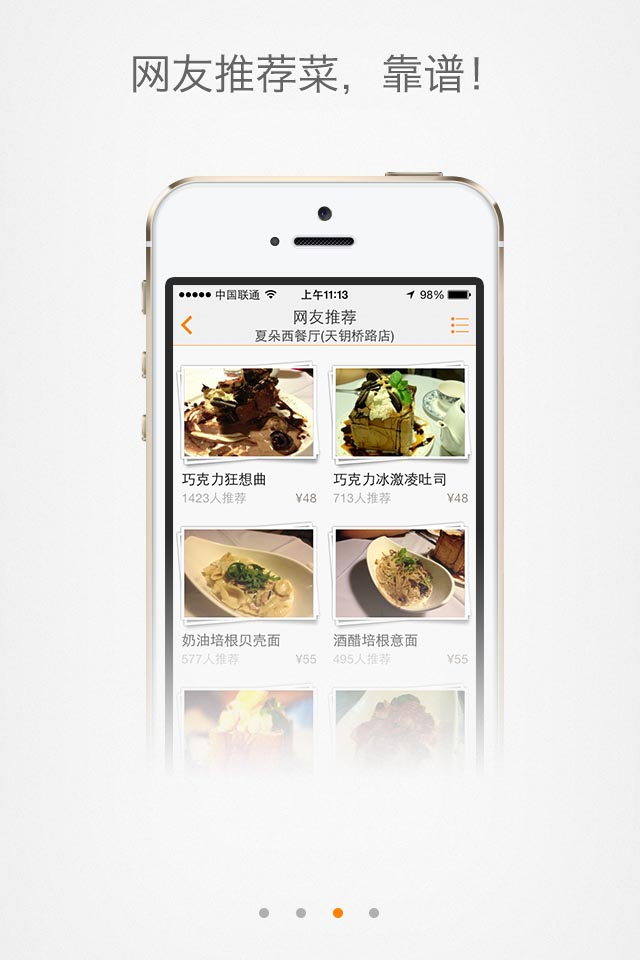 网友推荐菜，靠谱！
中国联通 上午11:13 98%
网友推荐
夏朵西餐厅(天钥桥路店)
巧克力狂想曲 巧克力冰激凌吐司
1423人推荐 ¥48 713人推荐 ¥48
奶油培根贝壳面 酒醋培根意面
577人推荐 ¥55 495人推荐 ¥55